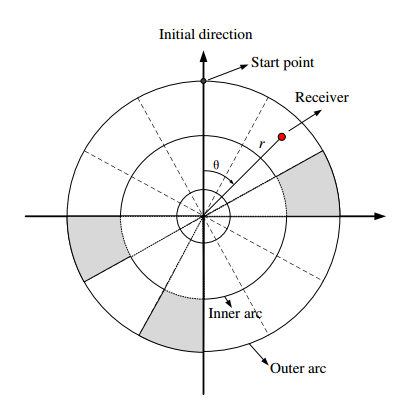 Initial direction
Start point
Receiver
r
θ
Inner arc
Outer arc